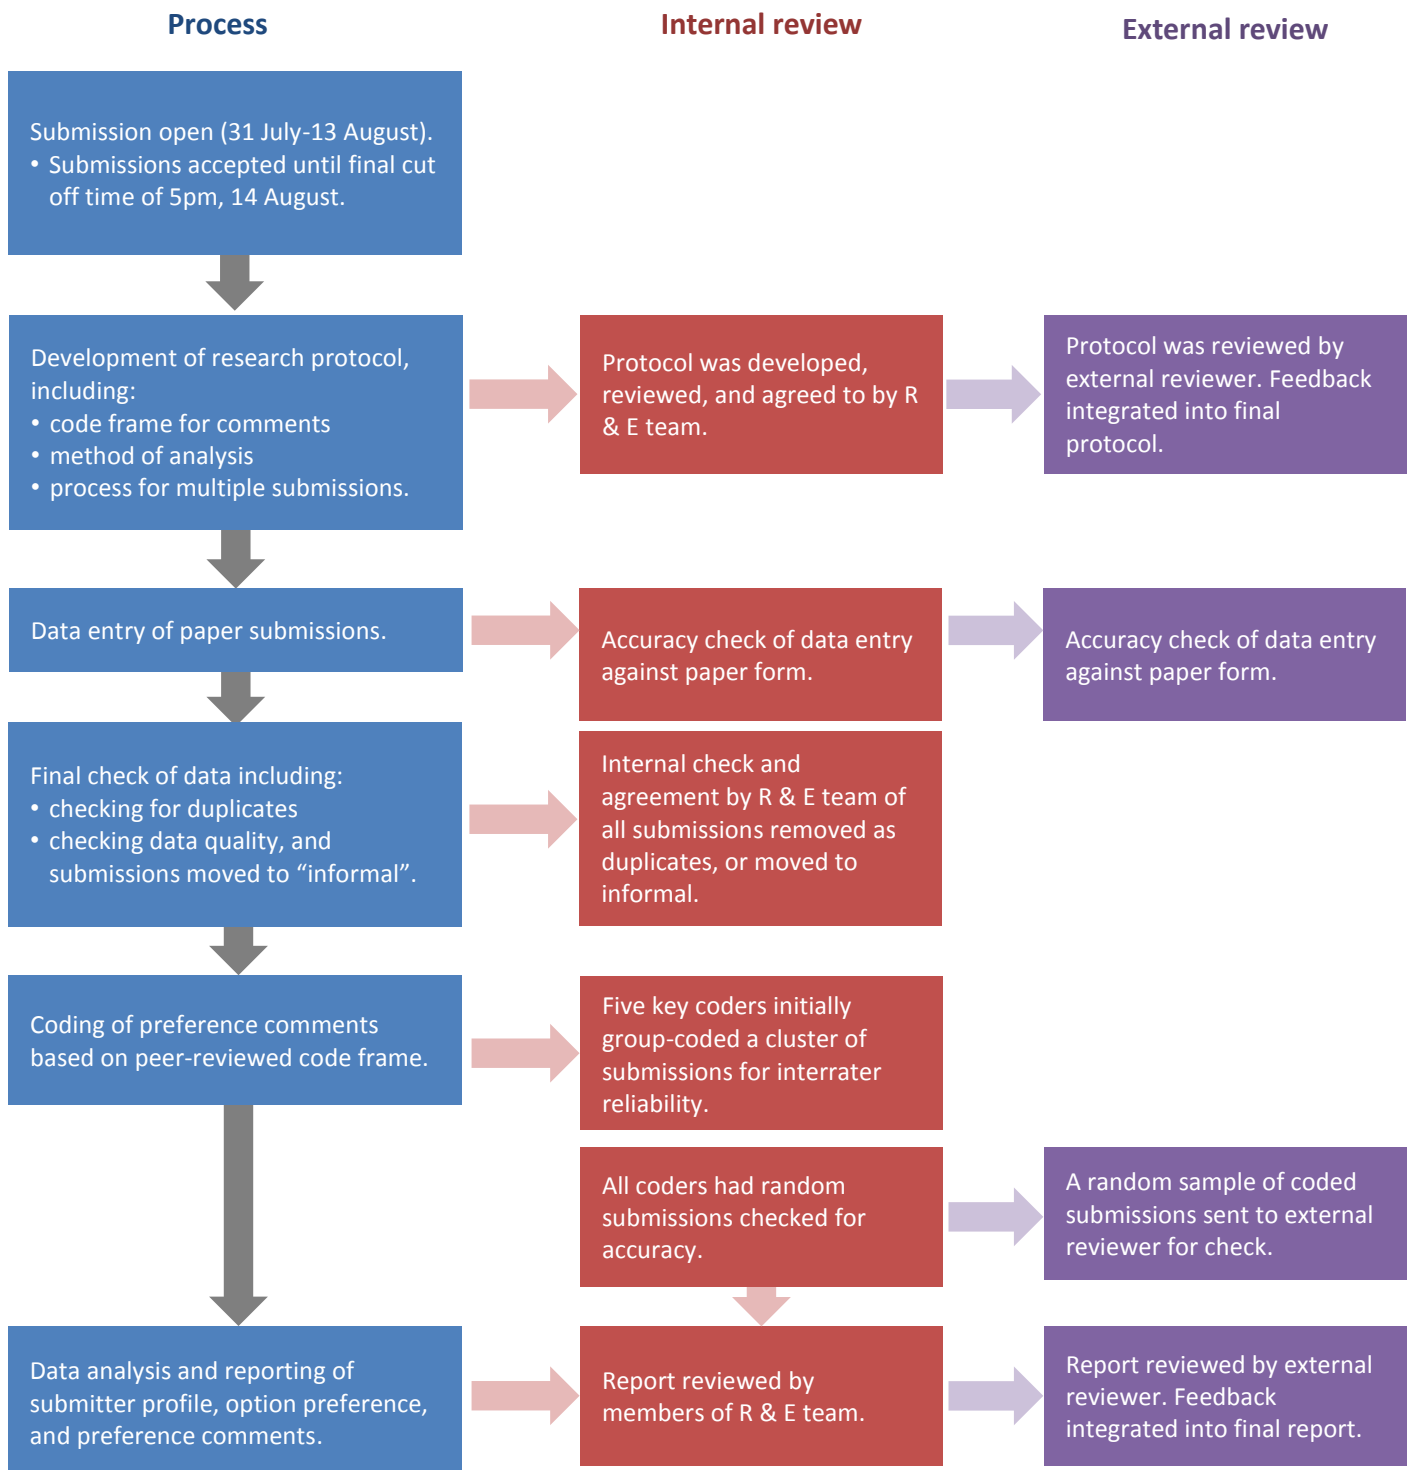 Process
Internal review
External review
Submission open (31 July-13 August).
• Submissions accepted until final cut
off time of 5pm, 14 August.
Development of research protocol,
including:
• code frame for comments
• method of analysis
• process for multiple submissions.
Protocol was developed,
reviewed, and agreed to by R
& E team.
Protocol was reviewed by
external reviewer. Feedback
integrated into final
protocol.
Data entry of paper submissions.
Accuracy check of data entry
against paper form.
Accuracy check of data entry
against paper form.
Final check of data including:
• checking for duplicates
• checking data quality, and
submissions moved to “informal”.
Internal check and
agreement by R & E team of
all submissions removed as
duplicates, or moved to
informal.
Coding of preference comments
based on peer-reviewed code frame.
Five key coders initially
group-coded a cluster of
submissions for interrater
reliability.
All coders had random
submissions checked for
accuracy.
A random sample of coded
submissions sent to external
reviewer for check.
Data analysis and reporting of
submitter profile, option preference,
and preference comments.
Report reviewed by
members of R & E team.
Report reviewed by external
reviewer. Feedback
integrated into final report.